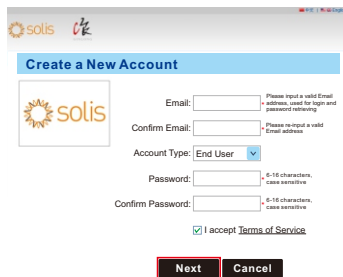 solis
Create a New Account
solis
Email:
* Please input a valid Email
address, used for login and
password retrieving
Confirm Email:
* Please re-input a valid
Email address
Account Type: End User
Password:
* 6-16 characters,
case sensitive
Confirm Password:
* 6-16 characters,
case sensitive
I accept Terms of Service
Next Cancel